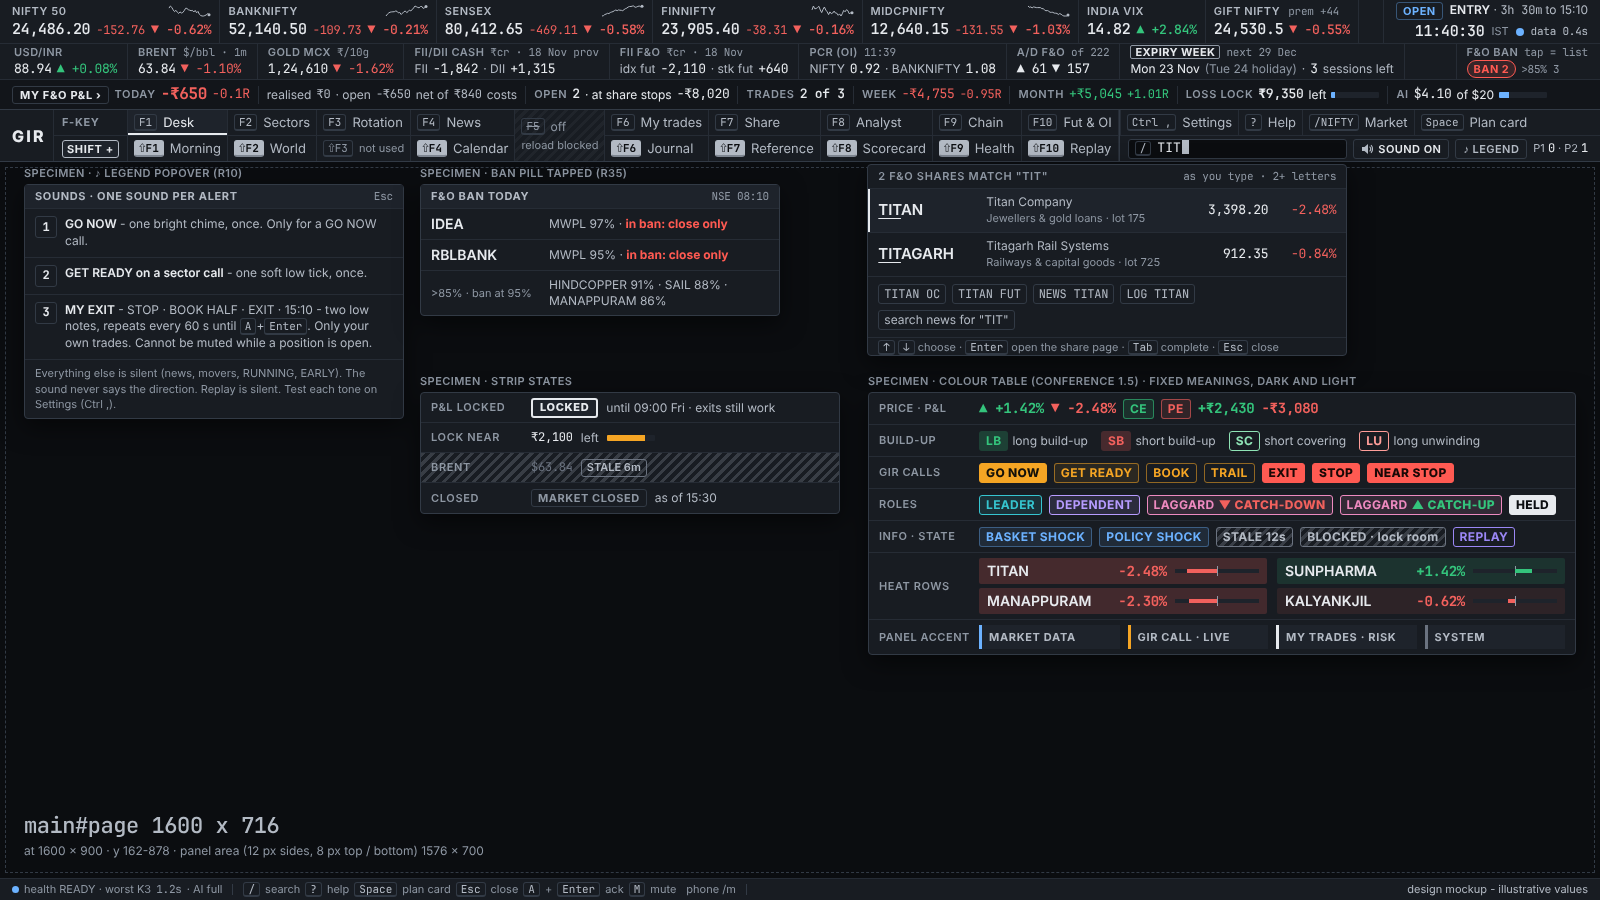 NIFTY 50
24,486.20 -152.76 ▼ -0.62%
BANKNIFTY
52,140.50 -109.73 ▼ -0.21%
SENSEX
80,412.65 -469.11 ▼ -0.58%
FINNIFTY
23,905.40 -38.31 ▼ -0.16%
MIDCPNIFTY
12,640.15 -131.55 ▼ -1.03%
INDIA VIX
14.82 ▲ +2.84%
GIFT NIFTY prem +44
24,530.5 ▼ -0.55%
OPEN ENTRY · 3h 30m to 15:10
11:40:30 IST ● data 0.4s
USD/INR
88.94 ▲ +0.08%
BRENT $/bbl · 1m
63.84 ▼ -1.10%
GOLD MCX ₹/10g
1,24,610 ▼ -1.62%
FII/DII CASH ₹cr · 18 Nov prov
FII -1,842 · DII +1,315
FII F&O ₹cr · 18 Nov
idx fut -2,110 · stk fut +640
PCR (OI) 11:39
NIFTY 0.92 · BANKNIFTY 1.08
A/D F&O of 222
▲ 61 ▼ 157
EXPIRY WEEK next 29 Dec
Mon 23 Nov (Tue 24 holiday) · 3 sessions left
F&O BAN tap = list
BAN 2 >85% 3
MY F&O P&L › TODAY -₹650 -0.1R realised ₹0 · open -₹650 net of ₹840 costs OPEN 2 · at share stops -₹8,020 TRADES 2 of 3 WEEK -₹4,755 -0.95R MONTH +₹5,045 +1.01R LOSS LOCK ₹9,350 left AI $4.10 of $20
GIR
F-KEY F1 Desk F2 Sectors F3 Rotation F4 News F5 off F6 My trades F7 Share F8 Analyst F9 Chain F10 Fut & OI Ctrl , Settings ? Help /NIFTY Market Space Plan card
SHIFT + ⇧F1 Morning ⇧F2 World ⇧F3 not used ⇧F4 Calendar reload blocked ⇧F6 Journal ⇧F7 Reference ⇧F8 Scorecard ⇧F9 Health ⇧F10 Replay / TIT SOUND ON ♪ LEGEND P1 0 · P2 1
SPECIMEN · ♪ LEGEND POPOVER (R10)
SOUNDS · ONE SOUND PER ALERT Esc
1 GO NOW - one bright chime, once. Only for a GO NOW
call.
2 GET READY on a sector call - one soft low tick, once.
3 MY EXIT - STOP · BOOK HALF · EXIT · 15:10 - two low
notes, repeats every 60 s until A + Enter . Only your
own trades. Cannot be muted while a position is open.
Everything else is silent (news, movers, RUNNING, EARLY). The
sound never says the direction. Replay is silent. Test each tone on
Settings (Ctrl ,).
SPECIMEN · BAN PILL TAPPED (R35)
F&O BAN TODAY NSE 08:10
IDEA MWPL 97% · in ban: close only
RBLBANK MWPL 95% · in ban: close only
>85% · ban at 95% HINDCOPPER 91% · SAIL 88% ·
MANAPPURAM 86%
2 F&O SHARES MATCH "TIT" as you type · 2+ letters
TITAN Titan Company 3,398.20 -2.48%
Jewellers & gold loans · lot 175
TITAGARH Titagarh Rail Systems 912.35 -0.84%
Railways & capital goods · lot 725
TITAN OC TITAN FUT NEWS TITAN LOG TITAN
search news for "TIT"
↑ ↓ choose · Enter open the share page · Tab complete · Esc close
SPECIMEN · STRIP STATES
P&L LOCKED LOCKED until 09:00 Fri · exits still work
LOCK NEAR ₹2,100 left
BRENT $63.84 STALE 6m
CLOSED MARKET CLOSED as of 15:30
SPECIMEN · COLOUR TABLE (CONFERENCE 1.5) · FIXED MEANINGS, DARK AND LIGHT
PRICE · P&L ▲ +1.42% ▼ -2.48% CE PE +₹2,430 -₹3,080
BUILD-UP LB long build-up SB short build-up SC short covering LU long unwinding
GIR CALLS GO NOW GET READY BOOK TRAIL EXIT STOP NEAR STOP
ROLES LEADER DEPENDENT LAGGARD ▼ CATCH-DOWN LAGGARD ▲ CATCH-UP HELD
INFO · STATE BASKET SHOCK POLICY SHOCK STALE 12s BLOCKED · lock room REPLAY
HEAT ROWS
TITAN -2.48% SUNPHARMA +1.42%
MANAPPURAM -2.30% KALYANKJIL -0.62%
PANEL ACCENT MARKET DATA GIR CALL · LIVE MY TRADES · RISK SYSTEM
main#page 1600 x 716
at 1600 × 900 · y 162-878 · panel area (12 px sides, 8 px top / bottom) 1576 × 700
● health READY · worst K3 1.2s · AI full / search ? help Space plan card Esc close A + Enter ack M mute phone /m design mockup - illustrative values